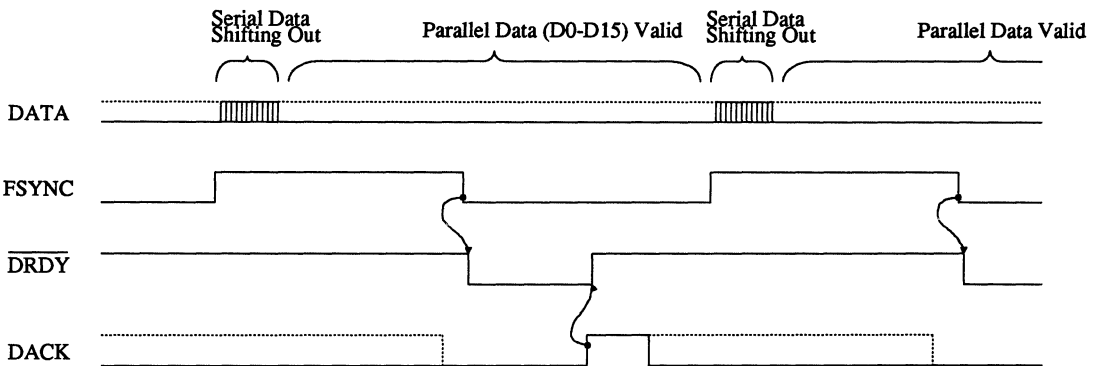 Serial Data
Shifting Out
Parallel Data (D0-D15) Valid
Serial Data
Shifting Out
Parallel Data Valid
DATA
FSYNC
DRDY
DACK